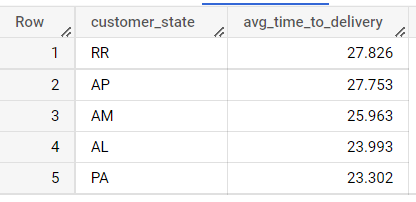 Row customer_state avg_time_to_delivery
1 RR 27.826
2 AP 27.753
3 AM 25.963
4 AL 23.993
5 PA 23.302